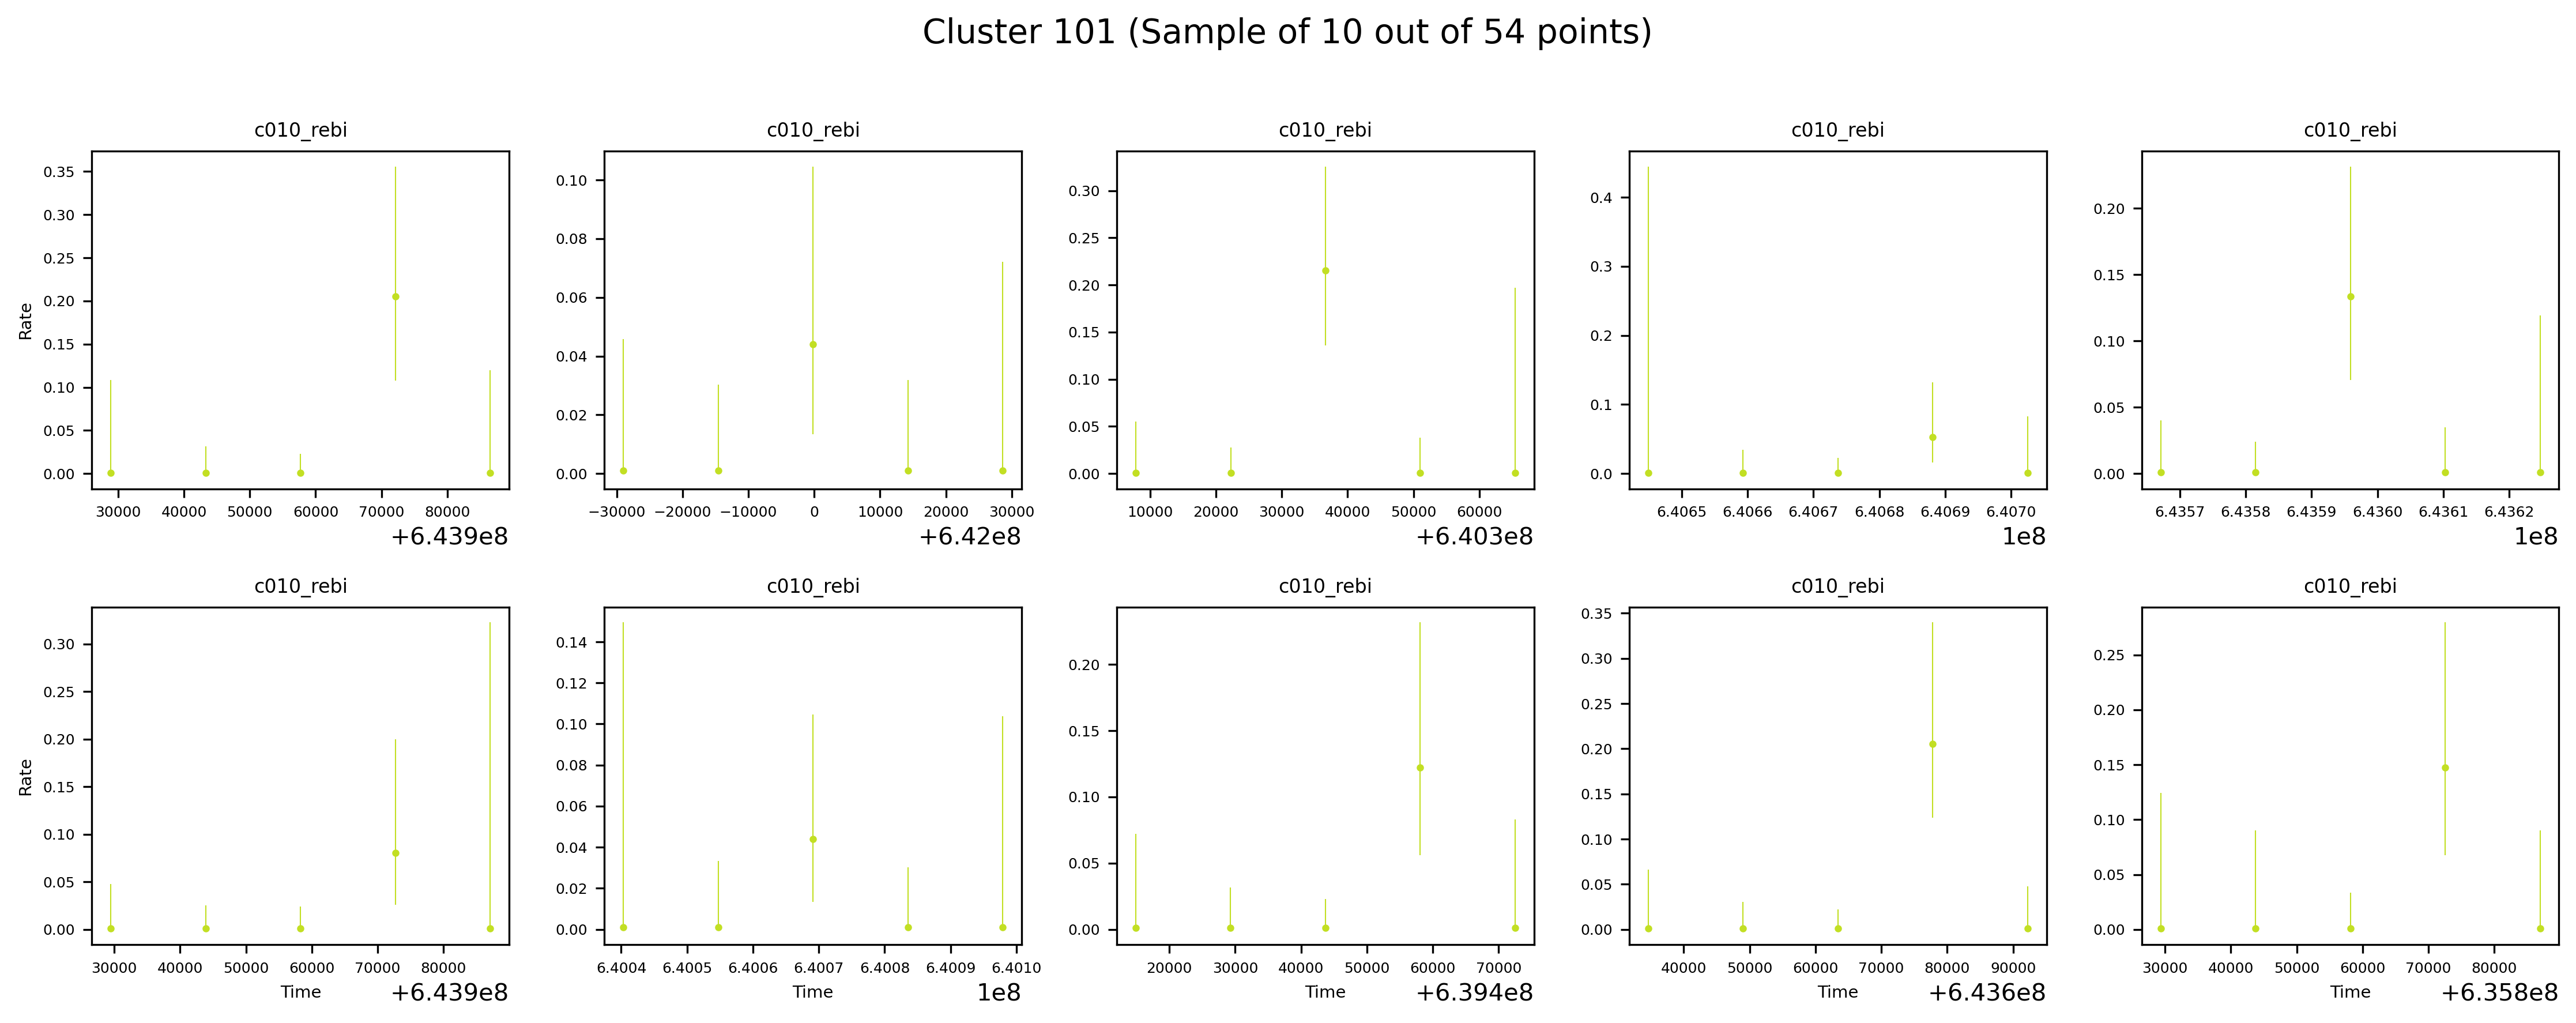 Cluster 101 (Sample of 10 out of 54 points)
c010_rebi c010_rebi c010_rebi c010_rebi c010_rebi
Rate
0.35 0.30 0.25 0.20 0.15 0.10 0.05 0.00
0.10 0.08 0.06 0.04 0.02 0.00
0.30 0.25 0.20 0.15 0.10 0.05 0.00
0.4 0.3 0.2 0.1 0.0
0.20 0.15 0.10 0.05 0.00
30000 40000 50000 60000 70000 80000
−30000 −20000 −10000 0 10000 20000 30000
10000 20000 30000 40000 50000 60000
6.4065 6.4066 6.4067 6.4068 6.4069 6.4070
6.4357 6.4358 6.4359 6.4360 6.4361 6.4362
+6.439e8 +6.42e8 +6.403e8 1e8 1e8
c010_rebi c010_rebi c010_rebi c010_rebi c010_rebi
Rate
0.30 0.25 0.20 0.15 0.10 0.05 0.00
0.14 0.12 0.10 0.08 0.06 0.04 0.02 0.00
0.20 0.15 0.10 0.05 0.00
0.35 0.30 0.25 0.20 0.15 0.10 0.05 0.00
0.25 0.20 0.15 0.10 0.05 0.00
30000 40000 50000 60000 70000 80000
6.4004 6.4005 6.4006 6.4007 6.4008 6.4009 6.4010
20000 30000 40000 50000 60000 70000
40000 50000 60000 70000 80000 90000
30000 40000 50000 60000 70000 80000
Time +6.439e8 Time 1e8 Time +6.394e8 Time +6.436e8 Time +6.358e8